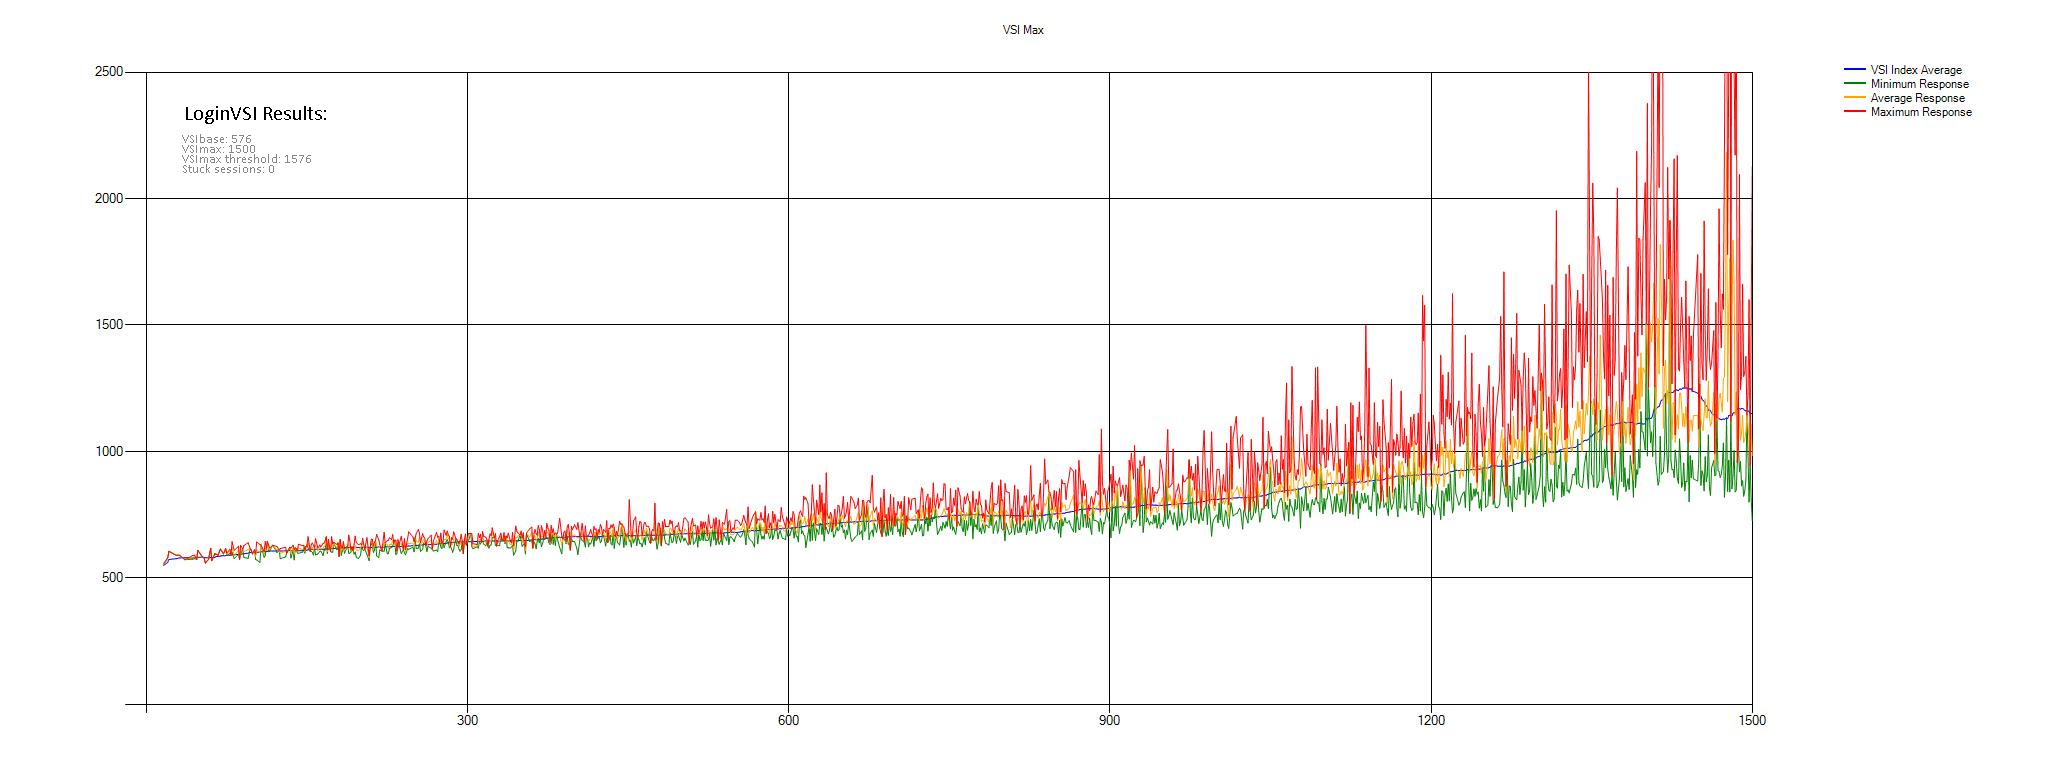 VSI Max
2500
2000
1500
1000
500
300
600
900
1200
1500
LoginVSI Results:
VSIbase: 576
VSImax: 1500
VSImax threshold: 1576
Stuck sessions: 0
VSI Index Average
Minimum Response
Average Response
Maximum Response